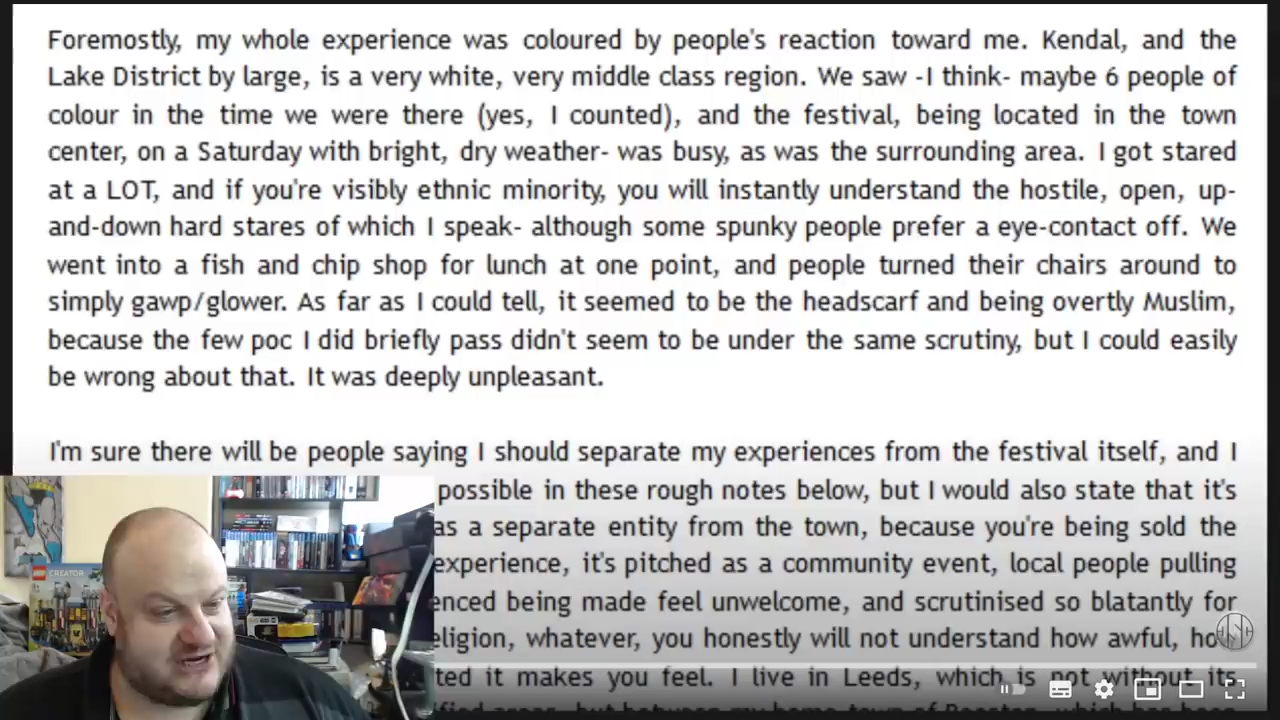 Foremostly, my whole experience was coloured by people's reaction toward me. Kendal, and the
Lake District by large, is a very white, very middle class region. We saw -I think- maybe 6 people of
colour in the time we were there (yes, I counted), and the festival, being located in the town
center, on a Saturday with bright, dry weather- was busy, as was the surrounding area. I got stared
at a LOT, and if you're visibly ethnic minority, you will instantly understand the hostile, open, up-
and-down hard stares of which I speak- although some spunky people prefer a eye-contact off. We
went into a fish and chip shop for lunch at one point, and people turned their chairs around to
simply gawp/glower. As far as I could tell, it seemed to be the headscarf and being overtly Muslim,
because the few poc I did briefly pass didn't seem to be under the same scrutiny, but I could easily
be wrong about that. It was deeply unpleasant.
I'm sure there will be people saying I should separate my experiences from the festival itself, and I
possible in these rough notes below, but I would also state that it's
as a separate entity from the town, because you're being sold the
experience, it's pitched as a community event, local people pulling
enced being made feel unwelcome, and scrutinised so blatantly for
eligion, whatever, you honestly will not understand how awful,
ted it makes you feel. I live in Leeds, which is not without its
CREATOR